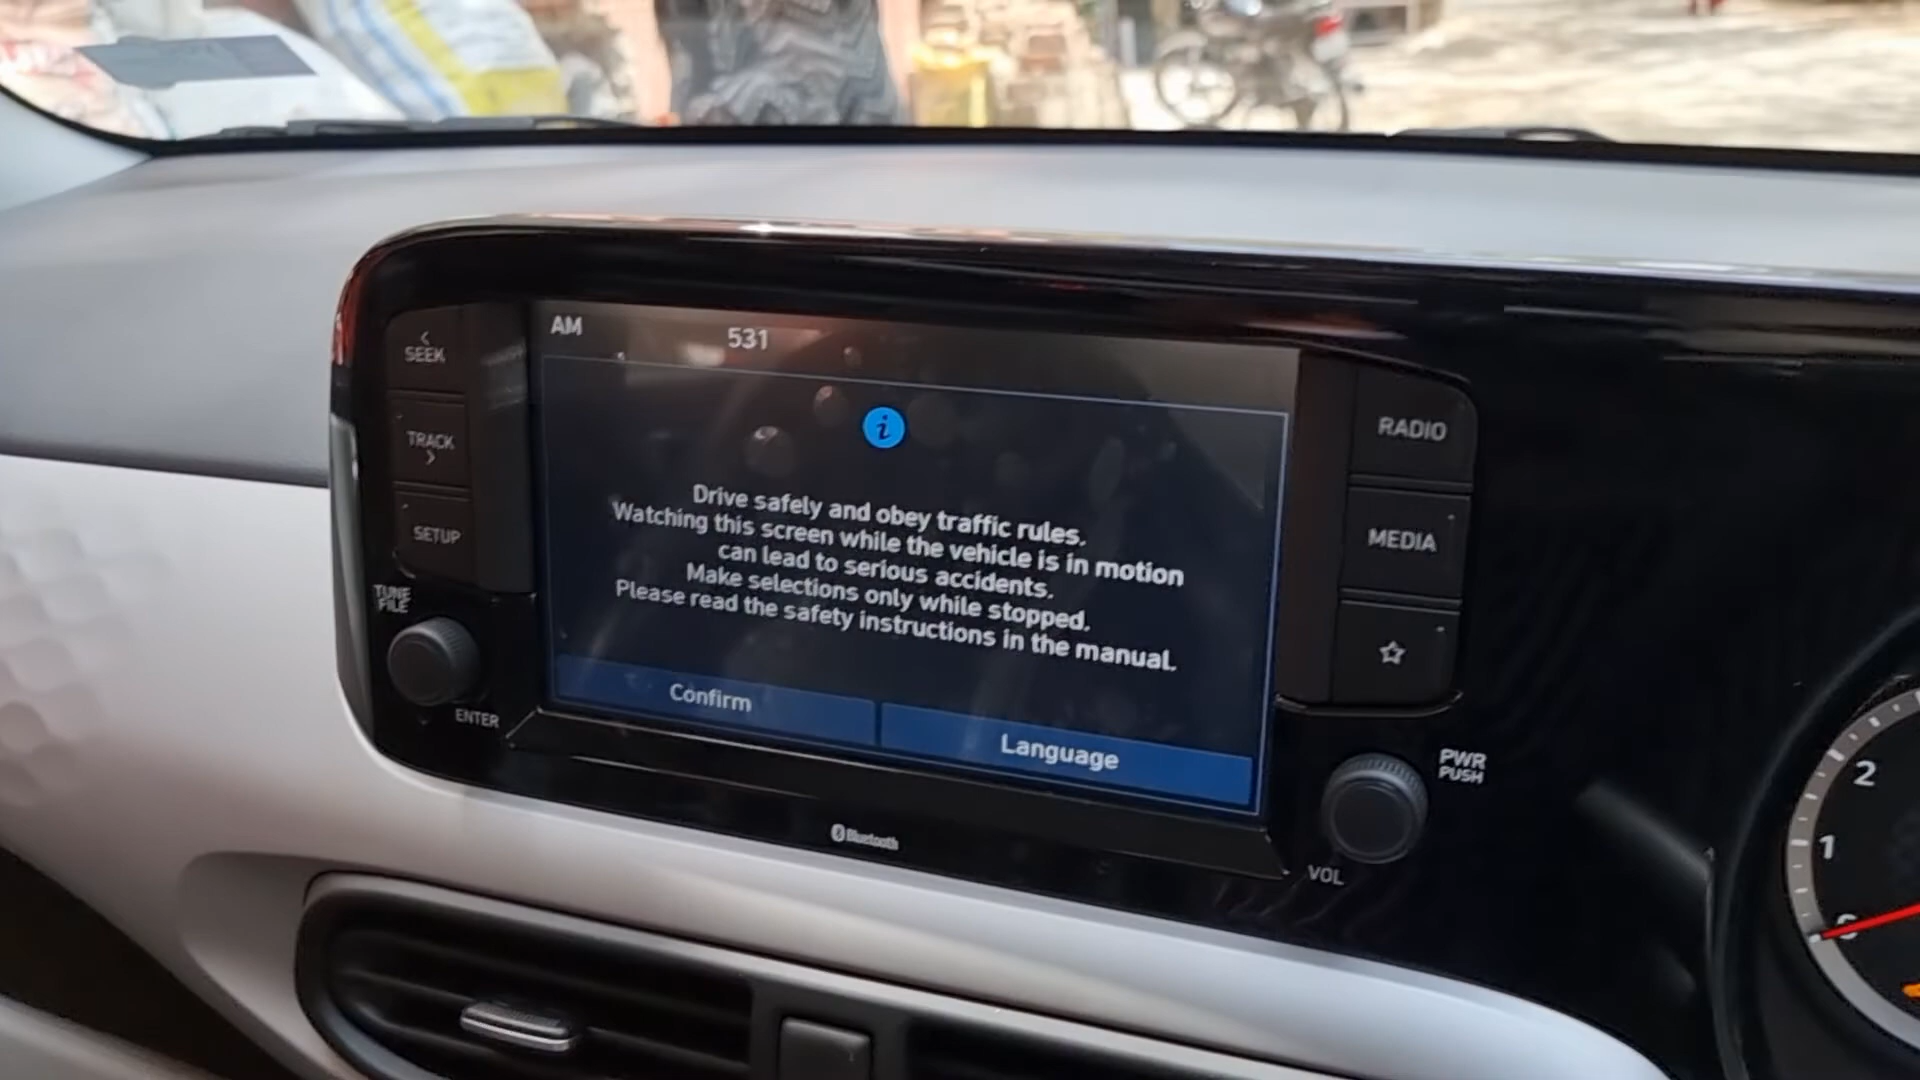 AM 531
Drive safely and obey traffic rules.
Watching this screen while the vehicle is in motion
can lead to serious accidents.
Make selections only while stopped.
Please read the safety instructions in the manual.
Confirm
Language
SEEK
TRACK
SETUP
TUNE
FILE
ENTER
RADIO
MEDIA
PWR
PUSH
VOL
Bluetooth
2
1
0